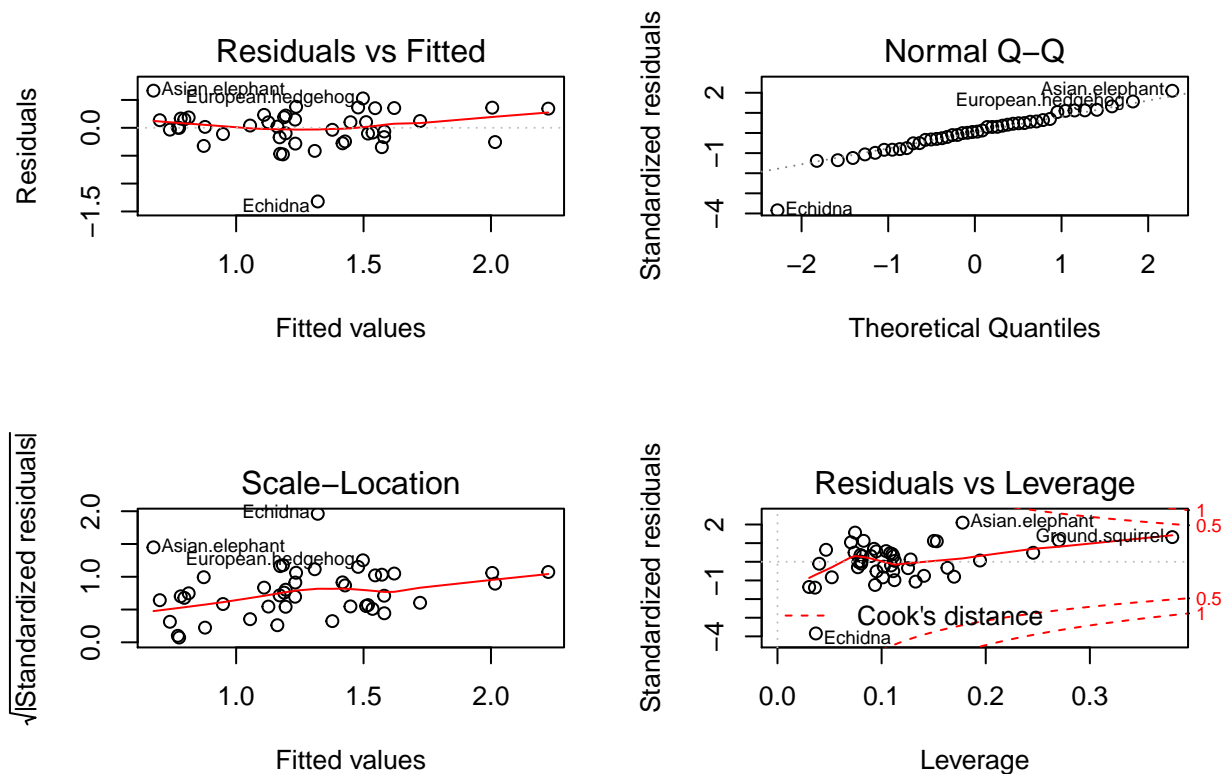 Residuals vs Fitted
Residuals
0.0
−1.5
Asian.elephant
European.hedgehog
Echidna
1.0 1.5 2.0
Fitted values
Normal Q−Q
Standardized residuals
2
−1
−4
Asian.elephant
European.hedgehog
Echidna
−2 −1 0 1 2
Theoretical Quantiles
Scale−Location
√|Standardized residuals|
2.0
1.0
0.0
Echidna
Asian.elephant
European.hedgehog
1.0 1.5 2.0
Fitted values
Residuals vs Leverage
Standardized residuals
2
−1
−4
Asian.elephant
Ground.squirrel
1
0.5
0.5
1
Cook's distance
Echidna
0.0 0.1 0.2 0.3
Leverage